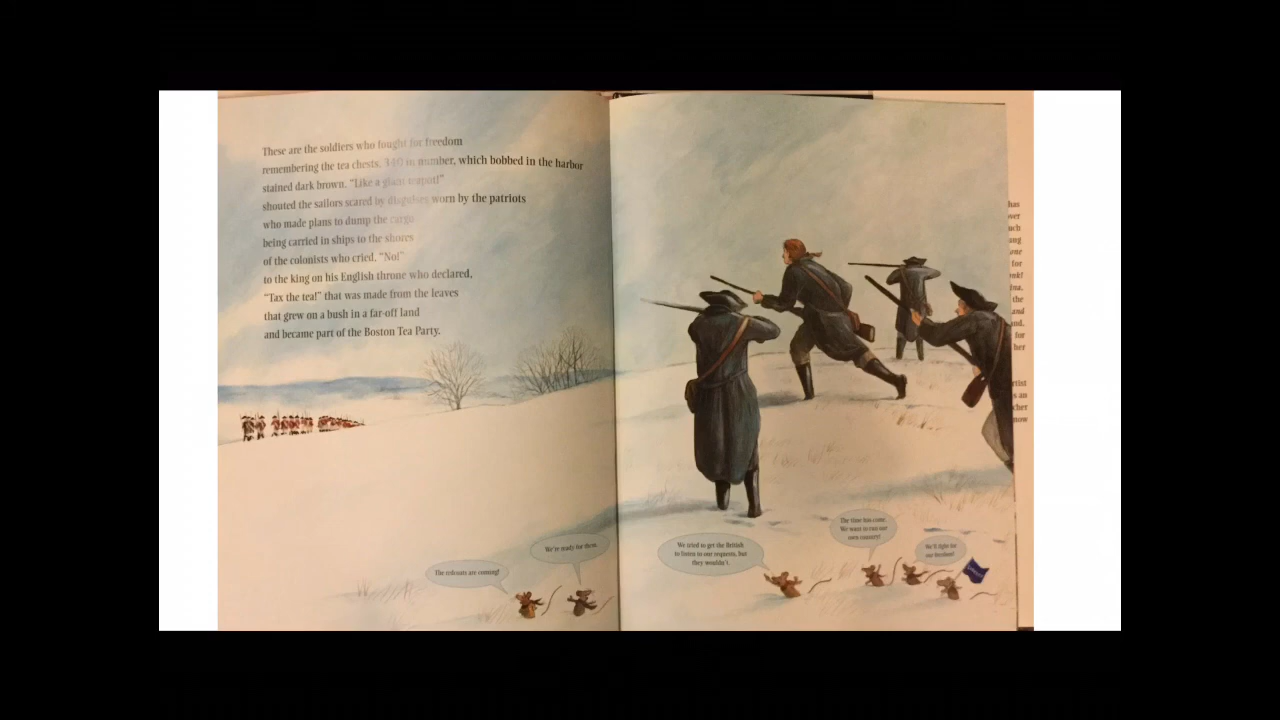 These are the soldiers who fought for freedom
remembering the tea chests, 340 in number, which bobbed in the harbor
stained dark brown. “Like a giant teapot!”
shouted the sailors scared by disguises worn by the patriots
who made plans to dump the cargo
being carried in ships to the shores
of the colonists who cried, “No!”
to the king on his English throne who declared,
“Tax the tea!” that was made from the leaves
that grew on a bush in a far-off land
and became part of the Boston Tea Party.
The redcoats are coming!
We're ready for them.
We tried to get the British
to listen to our requests, but
they wouldn't.
The time has come.
We want to run our
own country!
We'll fight for
our freedom!
has
for
the
and
for
her